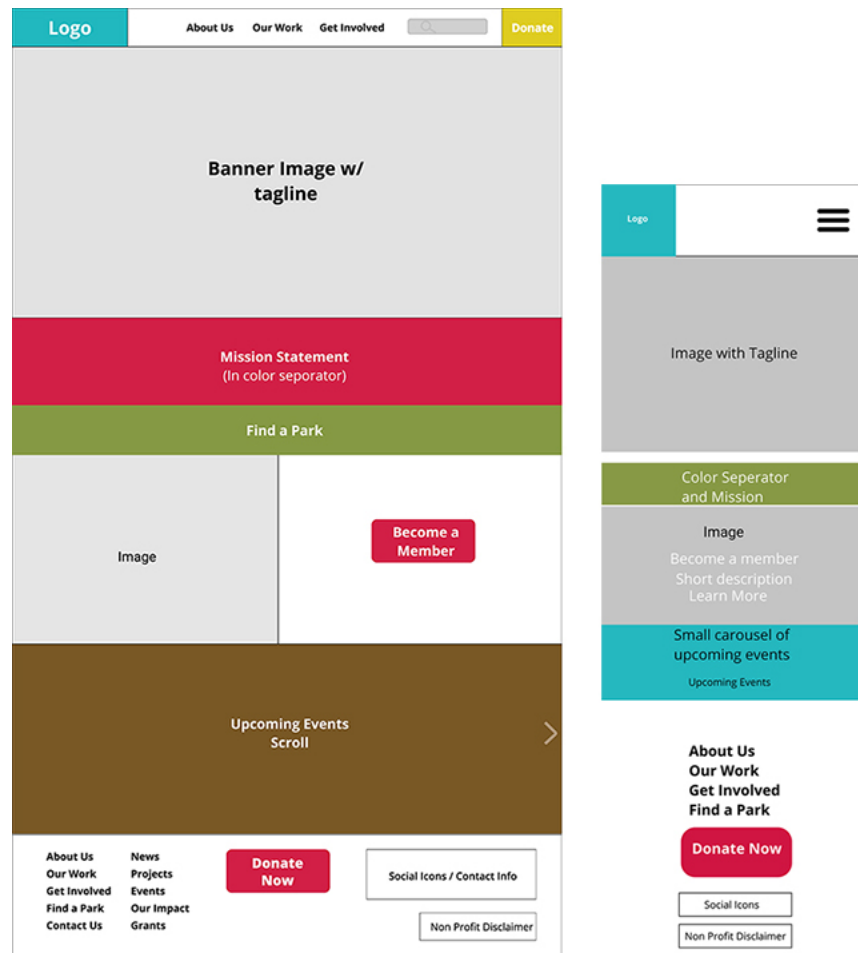 Logo
About Us
Our Work
Get Involved
Donate
Banner Image w/
tagline
Mission Statement
(In color seporator)
Find a Park
Image
Become a
Member
Upcoming Events
Scroll
About Us
Our Work
Get Involved
Find a Park
Contact Us
News
Projects
Events
Our Impact
Grants
Donate
Now
Social Icons / Contact Info
Non Profit Disclaimer
Logo
Image with Tagline
Color Seperator
and Mission
Image
Become a member
Short description
Learn More
Small carousel of
upcoming events
Upcoming Events
About Us
Our Work
Get Involved
Find a Park
Donate Now
Social Icons
Non Profit Disclaimer